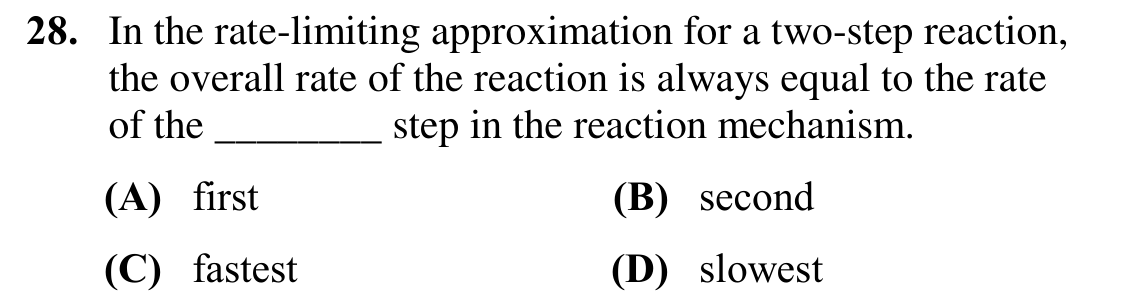 28. In the rate-limiting approximation for a two-step reaction,
the overall rate of the reaction is always equal to the rate
of the ________ step in the reaction mechanism.
(A) first (B) second
(C) fastest (D) slowest